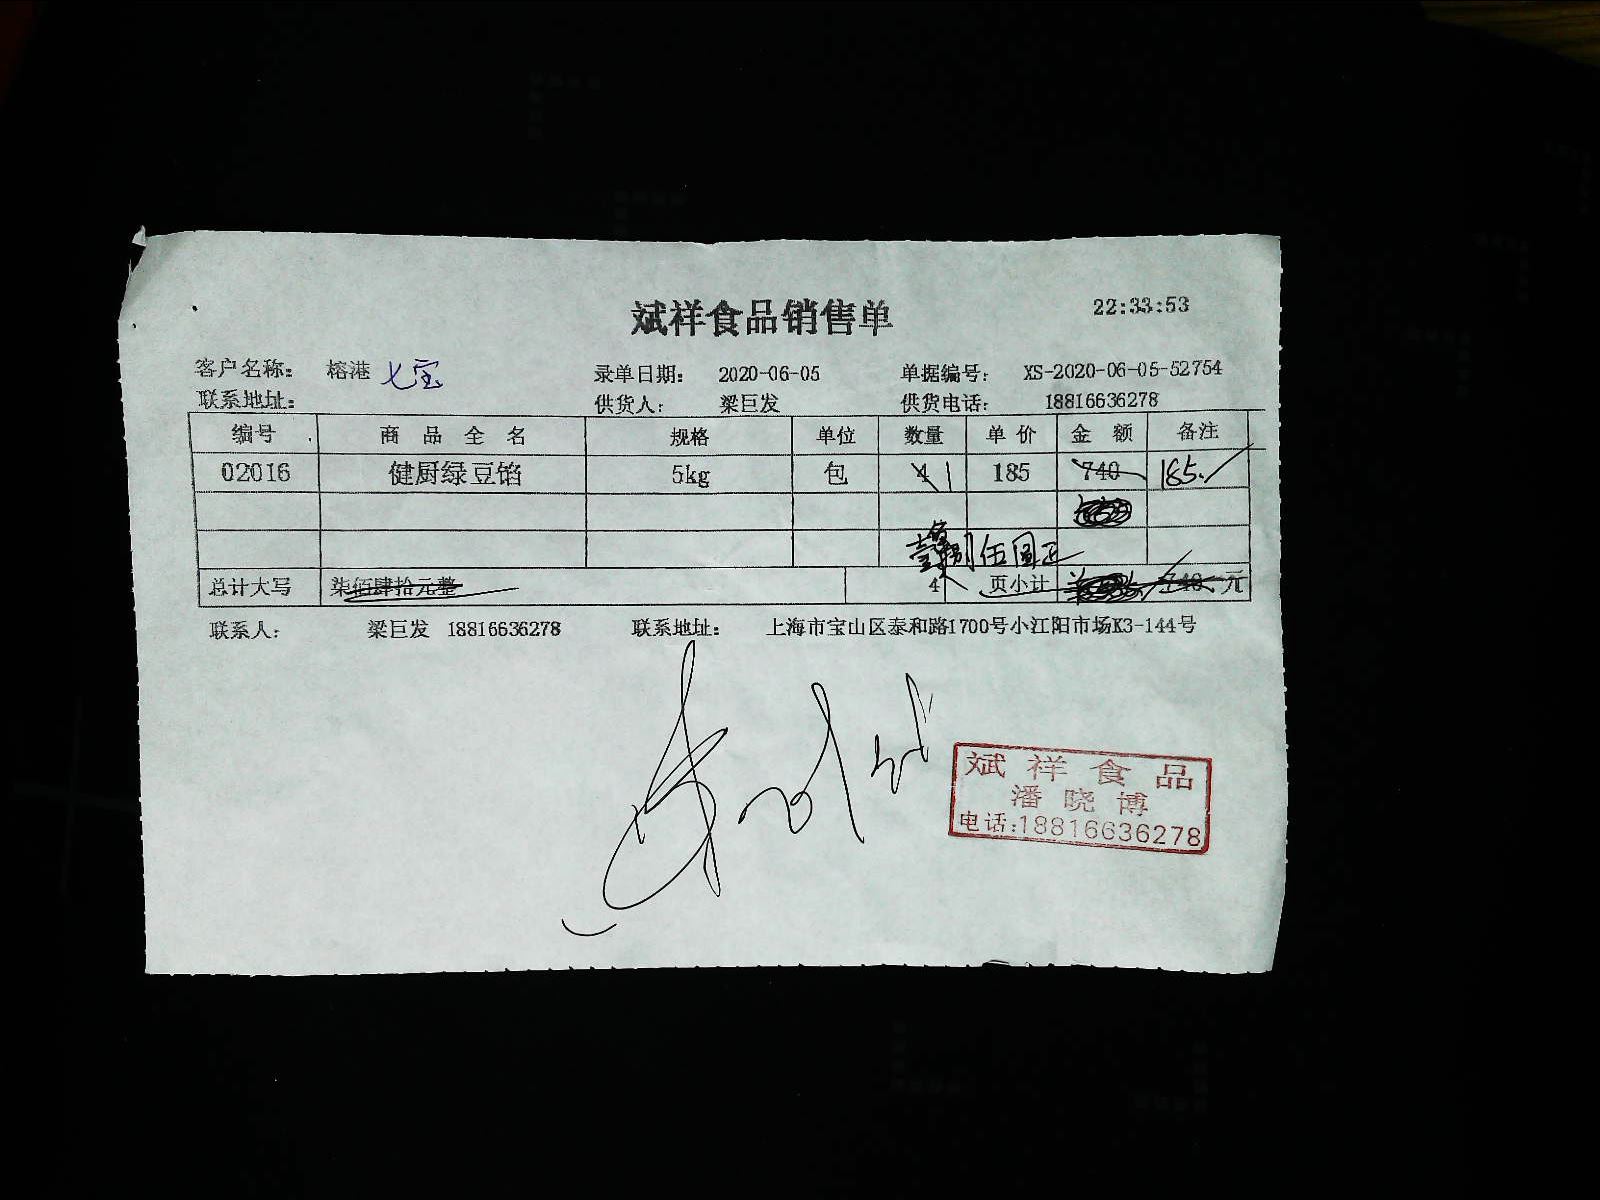 斌祥食品销售单 22:33:53
客户名称: 榕港 七宝 录单日期: 2020-06-05 单据编号: XS-2020-06-05-52754
联系地址: 供货人: 梁巨发 供货电话: 18816636278
编号 商品全名 规格 单位 数量 单价 金额 备注
02016 健厨绿豆馅 5kg 包 4 1 185 740 185.
壹佰捌伍圆正
总计大写 柒佰肆拾元整 4 页小计 740 元
联系人: 梁巨发 18816636278 联系地址: 上海市宝山区泰和路1700号小江阳市场K3-144号
斌祥食品
潘晓博
电话:18816636278